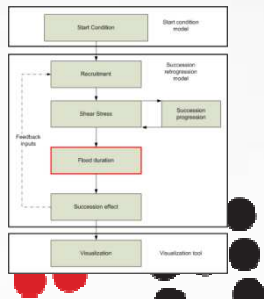 Start Condition
Start condition
model
Recruitment
Succession
retrogression
model
Shear Stress
Succession
progression
Feedback
inputs
Flood duration
Succession effect
Visualization
Visualization tool